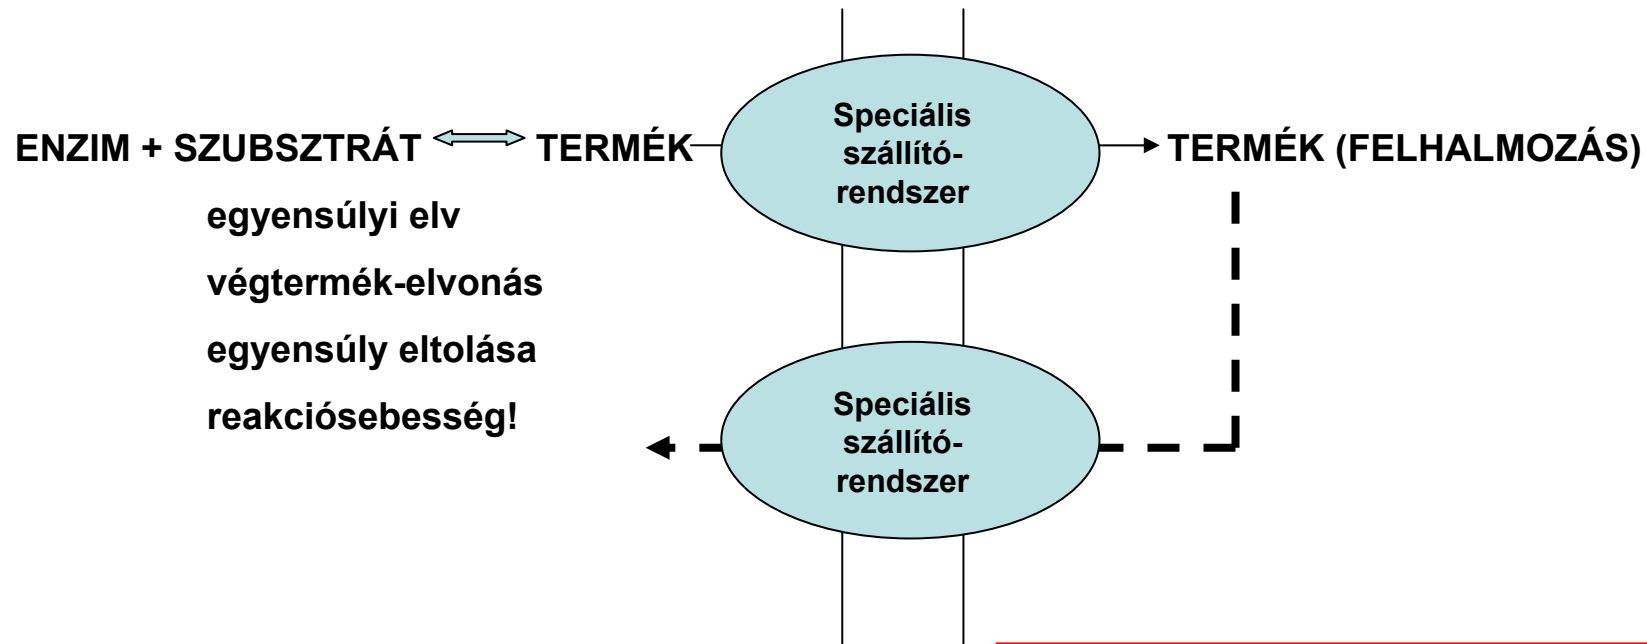 ENZIM + SZUBSZTRÁT TERMÉK
Speciális
szállító-
rendszer
TERMÉK (FELHALMOZÁS)
egyensúlyi elv
végtermék-elvonás
egyensúly eltolása
reakciósebesség!
Speciális
szállító-
rendszer